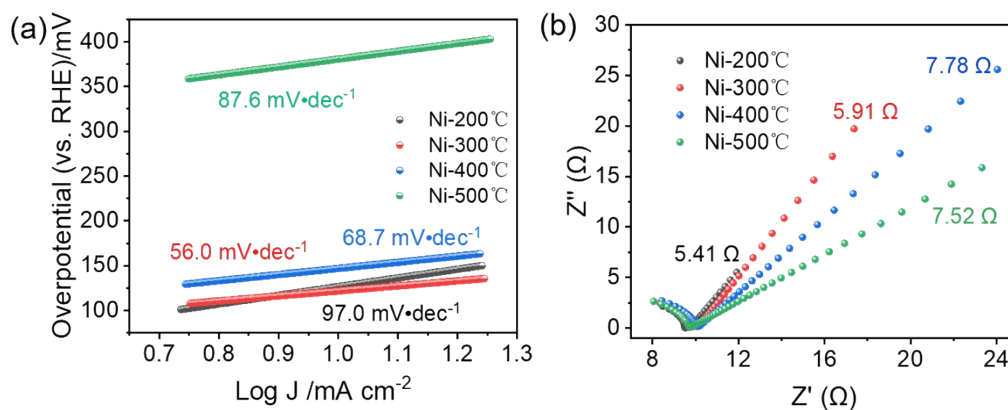 (a)
Overpotential (vs. RHE)/mV
400
350
300
250
200
150
100
87.6 mV•dec⁻¹
Ni-200℃
Ni-300℃
Ni-400℃
Ni-500℃
56.0 mV•dec⁻¹
68.7 mV•dec⁻¹
97.0 mV•dec⁻¹
0.7 0.8 0.9 1.0 1.1 1.2 1.3
Log J /mA cm⁻²
(b)
Z'' (Ω)
30
25
20
15
10
5
0
Ni-200℃
Ni-300℃
Ni-400℃
Ni-500℃
7.78 Ω
5.91 Ω
7.52 Ω
5.41 Ω
8 12 16 20 24
Z' (Ω)